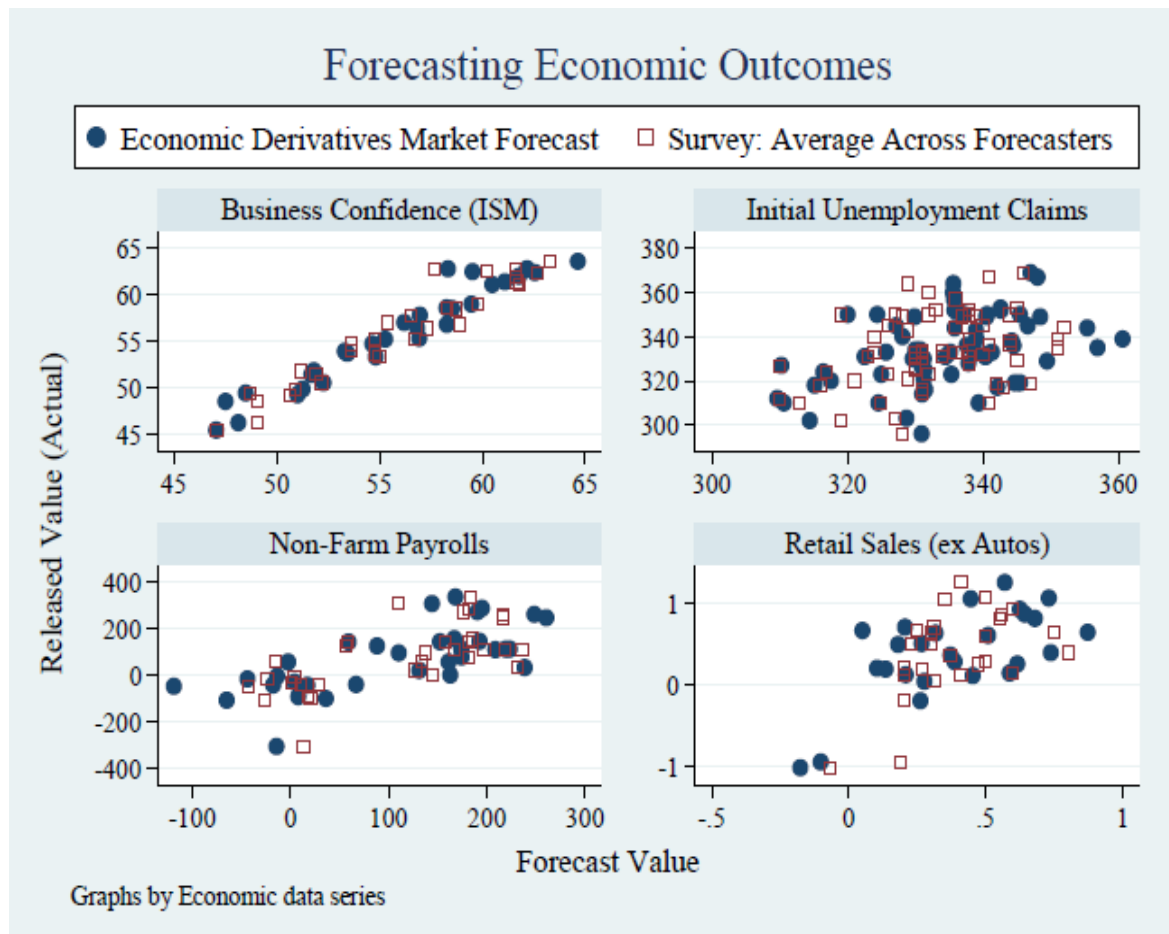 Forecasting Economic Outcomes
Economic Derivatives Market Forecast Survey: Average Across Forecasters
Business Confidence (ISM)
65
60
55
50
45
45 50 55 60 65
Initial Unemployment Claims
380
360
340
320
300
300 320 340 360
Non-Farm Payrolls
400
200
0
-200
-400
-100 0 100 200 300
Retail Sales (ex Autos)
1
0
-1
-.5 0 .5 1
Released Value (Actual)
Forecast Value
Graphs by Economic data series